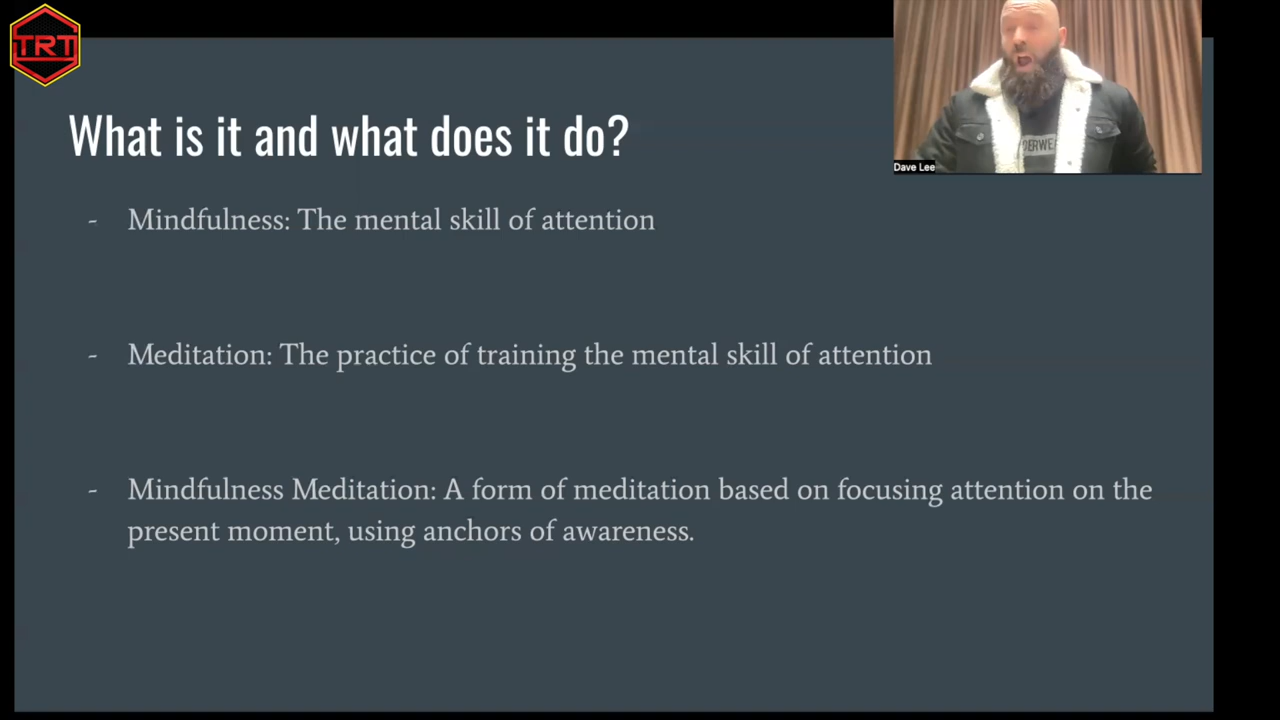 TRT
What is it and what does it do?
- Mindfulness: The mental skill of attention
- Meditation: The practice of training the mental skill of attention
- Mindfulness Meditation: A form of meditation based on focusing attention on the
present moment, using anchors of awareness.
Dave Lee